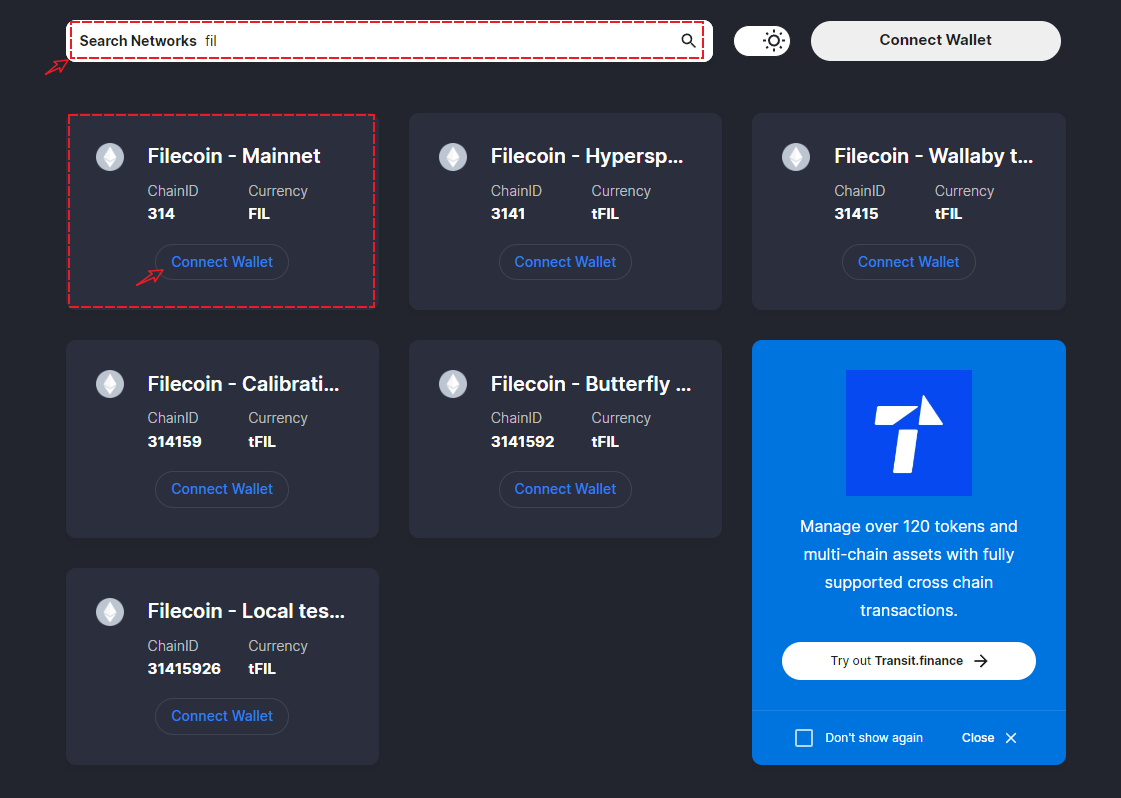 Search Networks fil
Connect Wallet
Filecoin - Mainnet
ChainID Currency
314 FIL
Connect Wallet
Filecoin - Hypersp...
ChainID Currency
3141 tFIL
Connect Wallet
Filecoin - Wallaby t...
ChainID Currency
31415 tFIL
Connect Wallet
Filecoin - Calibrati...
ChainID Currency
314159 tFIL
Connect Wallet
Filecoin - Butterfly ...
ChainID Currency
3141592 tFIL
Connect Wallet
Manage over 120 tokens and
multi-chain assets with fully
supported cross chain
transactions.
Try out Transit.finance →
Don't show again Close
Filecoin - Local tes...
ChainID Currency
31415926 tFIL
Connect Wallet